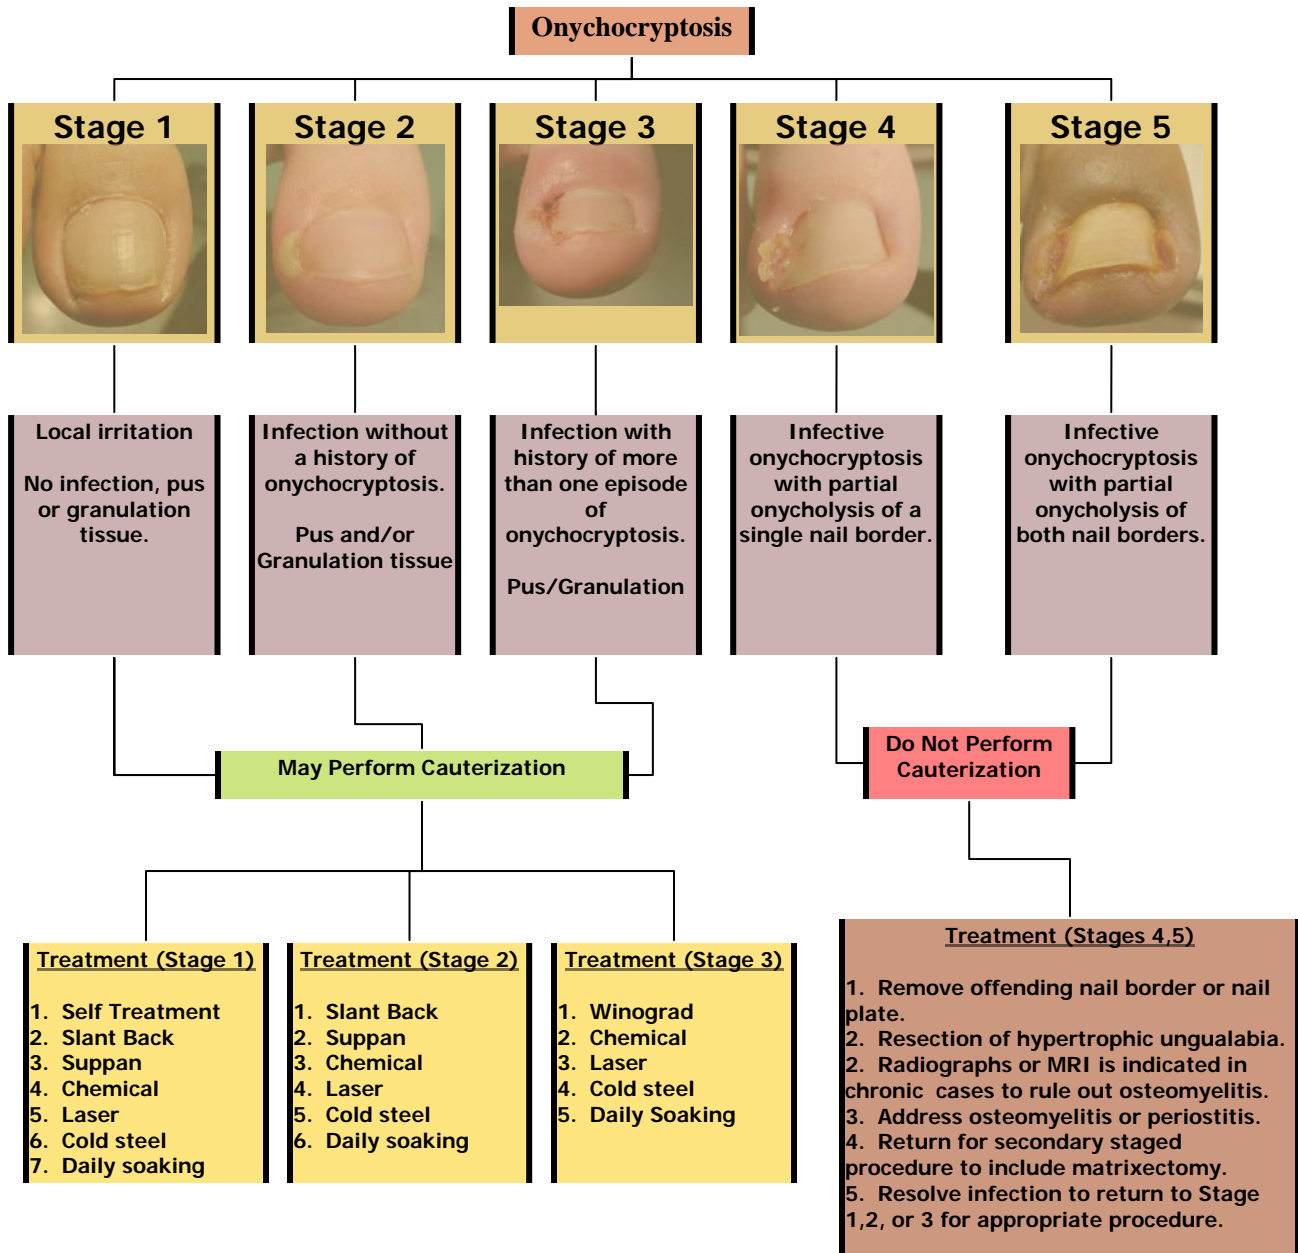 Onychocryptosis
Stage 1
Stage 2
Stage 3
Stage 4
Stage 5
Local irritation
No infection, pus
or granulation
tissue.
Infection without
a history of
onychocryptosis.
Pus and/or
Granulation tissue
Infection with
history of more
than one episode
of
onychocryptosis.
Pus/Granulation
Infective
onychocryptosis
with partial
onycholysis of a
single nail border.
Infective
onychocryptosis
with partial
onycholysis of
both nail borders.
May Perform Cauterization
Do Not Perform
Cauterization
Treatment (Stage 1)
1. Self Treatment
2. Slant Back
3. Suppan
4. Chemical
5. Laser
6. Cold steel
7. Daily soaking
Treatment (Stage 2)
1. Slant Back
2. Suppan
3. Chemical
4. Laser
5. Cold steel
6. Daily soaking
Treatment (Stage 3)
1. Winograd
2. Chemical
3. Laser
4. Cold steel
5. Daily Soaking
Treatment (Stages 4,5)
1. Remove offending nail border or nail
plate.
2. Resection of hypertrophic ungualabia.
2. Radiographs or MRI is indicated in
chronic cases to rule out osteomyelitis.
3. Address osteomyelitis or periostitis.
4. Return for secondary staged
procedure to include matrixectomy.
5. Resolve infection to return to Stage
1,2, or 3 for appropriate procedure.